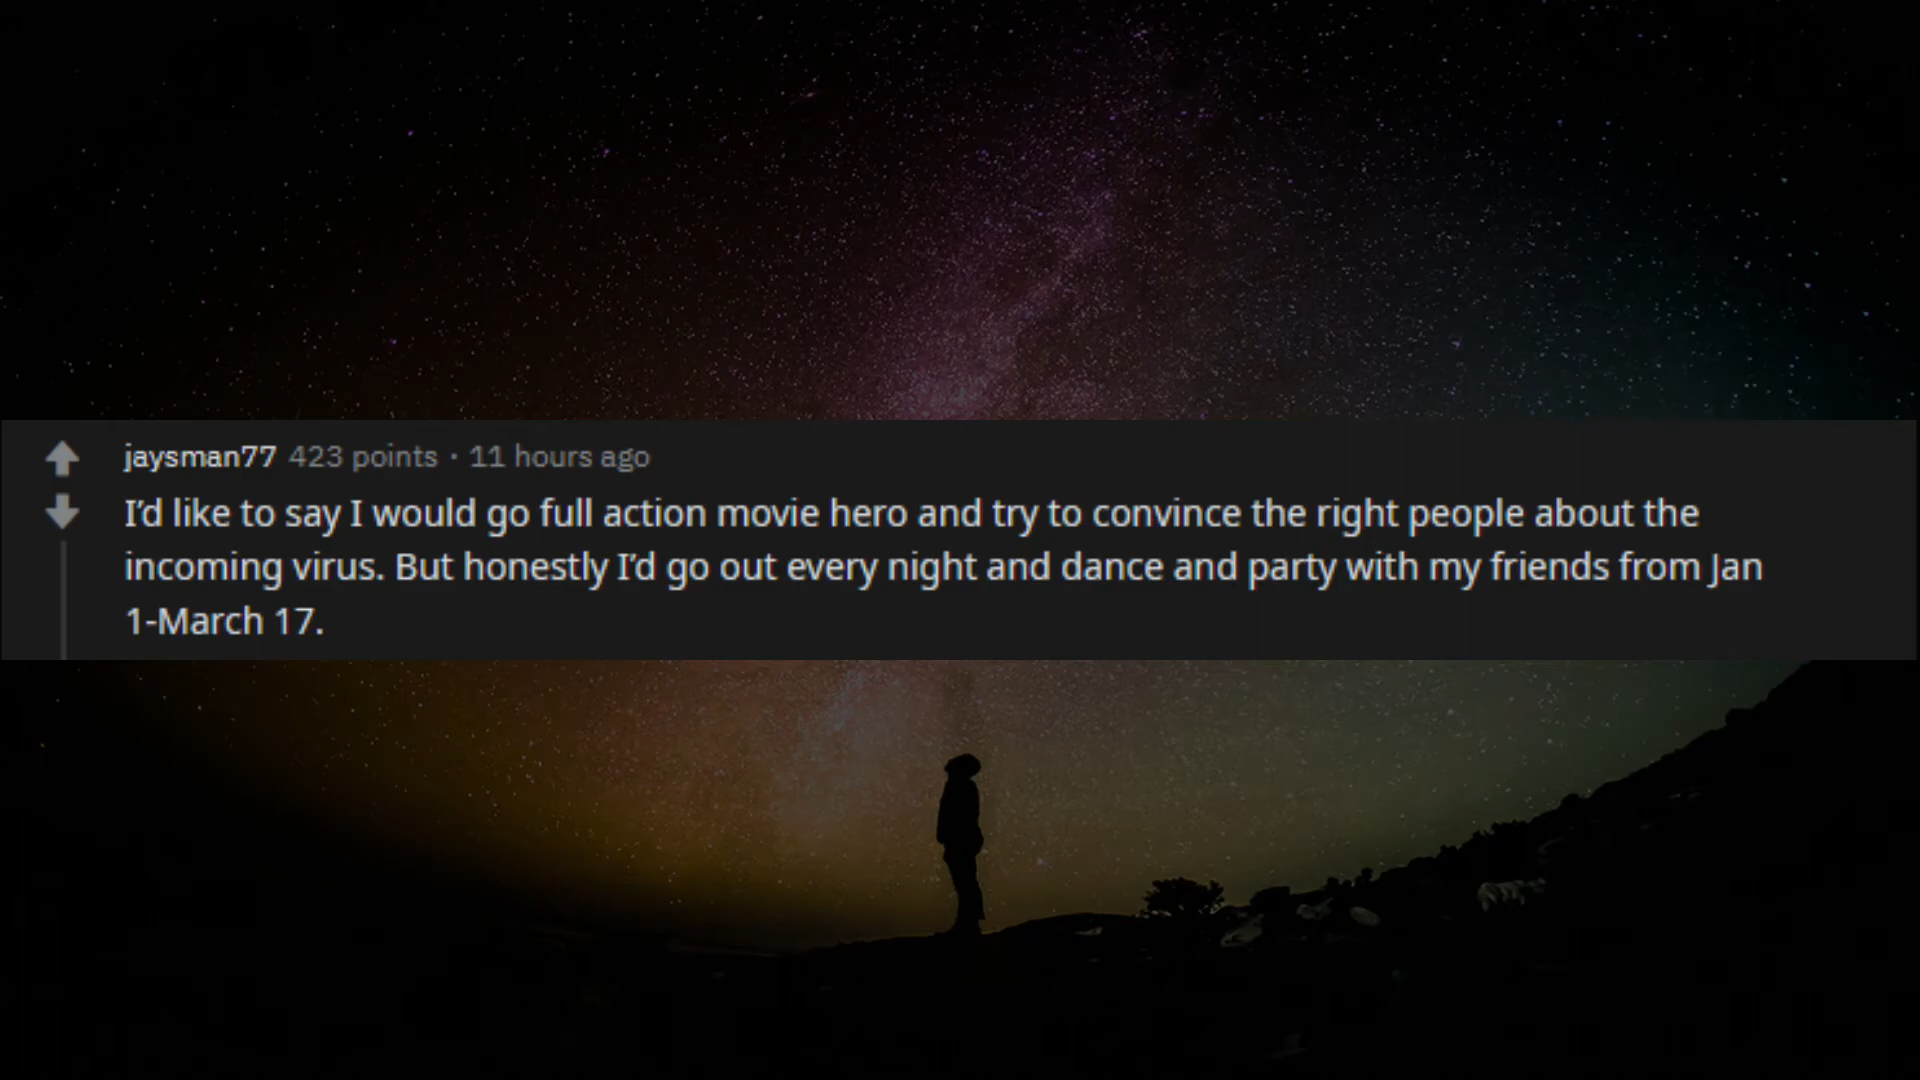 jaysman77 423 points · 11 hours ago
I’d like to say I would go full action movie hero and try to convince the right people about the
incoming virus. But honestly I’d go out every night and dance and party with my friends from Jan
1-March 17.